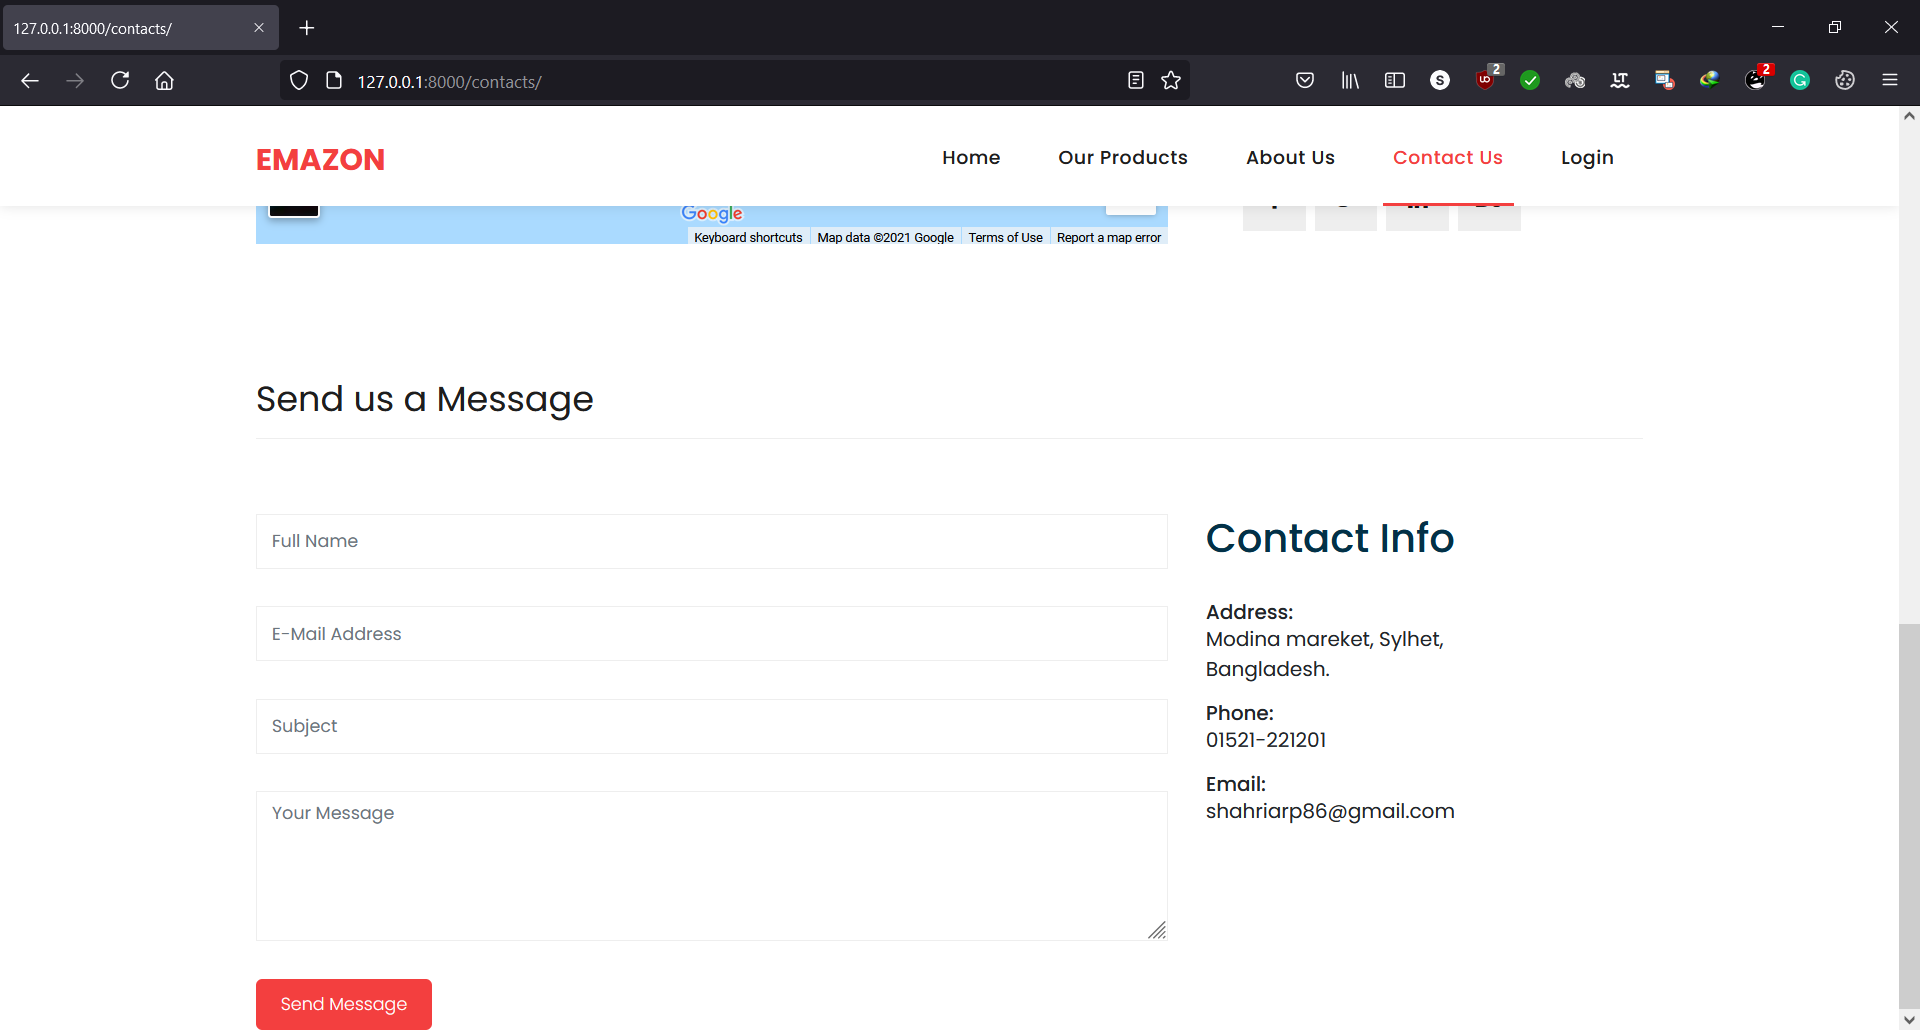 127.0.0.1:8000/contacts/
127.0.0.1:8000/contacts/
2
2
EMAZON
Home
Our Products
About Us
Contact Us
Login
Google
Keyboard shortcuts
Map data ©2021 Google
Terms of Use
Report a map error
Send us a Message
Full Name
E-Mail Address
Subject
Your Message
Send Message
Contact Info
Address:
Modina mareket, Sylhet,
Bangladesh.
Phone:
01521-221201
Email:
shahriarp86@gmail.com